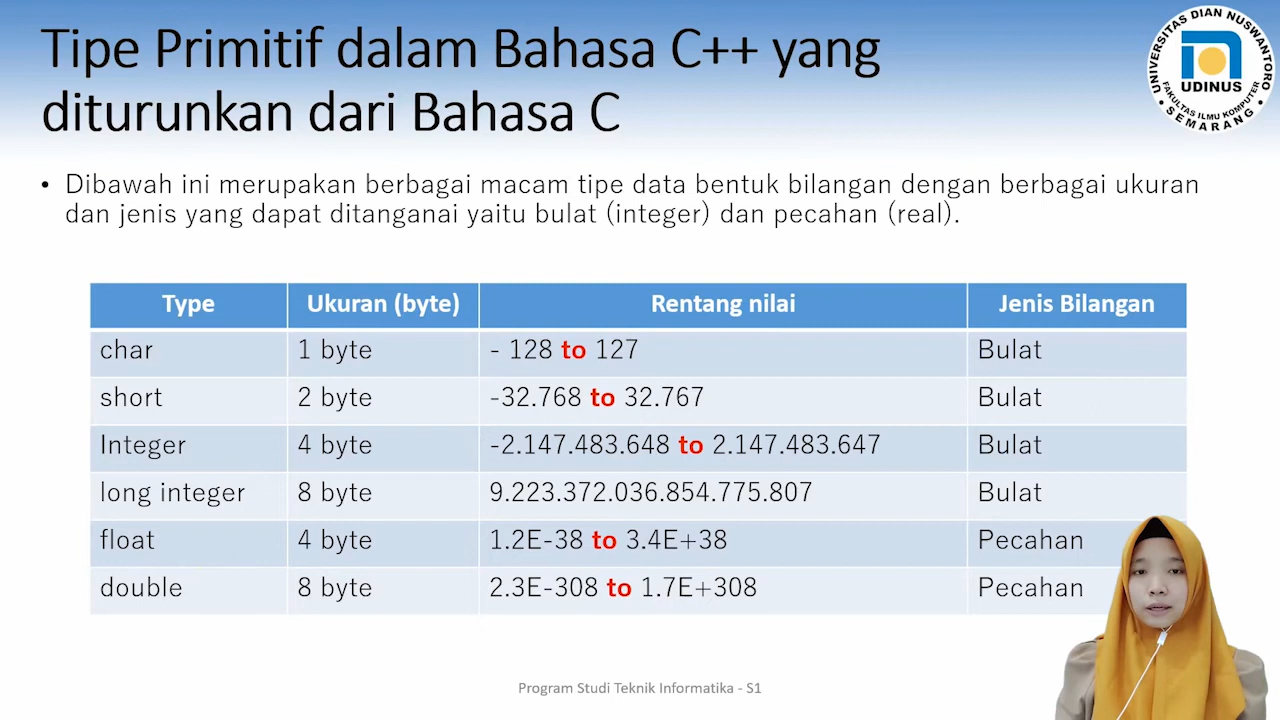 Tipe Primitif dalam Bahasa C++ yang
diturunkan dari Bahasa C
UNIVERSITAS DIAN NUSWANTORO
UDINUS
FAKULTAS ILMU KOMPUTER
SEMARANG
• Dibawah ini merupakan berbagai macam tipe data bentuk bilangan dengan berbagai ukuran
dan jenis yang dapat ditanganai yaitu bulat (integer) dan pecahan (real).
Type Ukuran (byte) Rentang nilai Jenis Bilangan
char 1 byte - 128 to 127 Bulat
short 2 byte -32.768 to 32.767 Bulat
Integer 4 byte -2.147.483.648 to 2.147.483.647 Bulat
long integer 8 byte 9.223.372.036.854.775.807 Bulat
float 4 byte 1.2E-38 to 3.4E+38 Pecahan
double 8 byte 2.3E-308 to 1.7E+308 Pecahan
Program Studi Teknik Informatika - S1